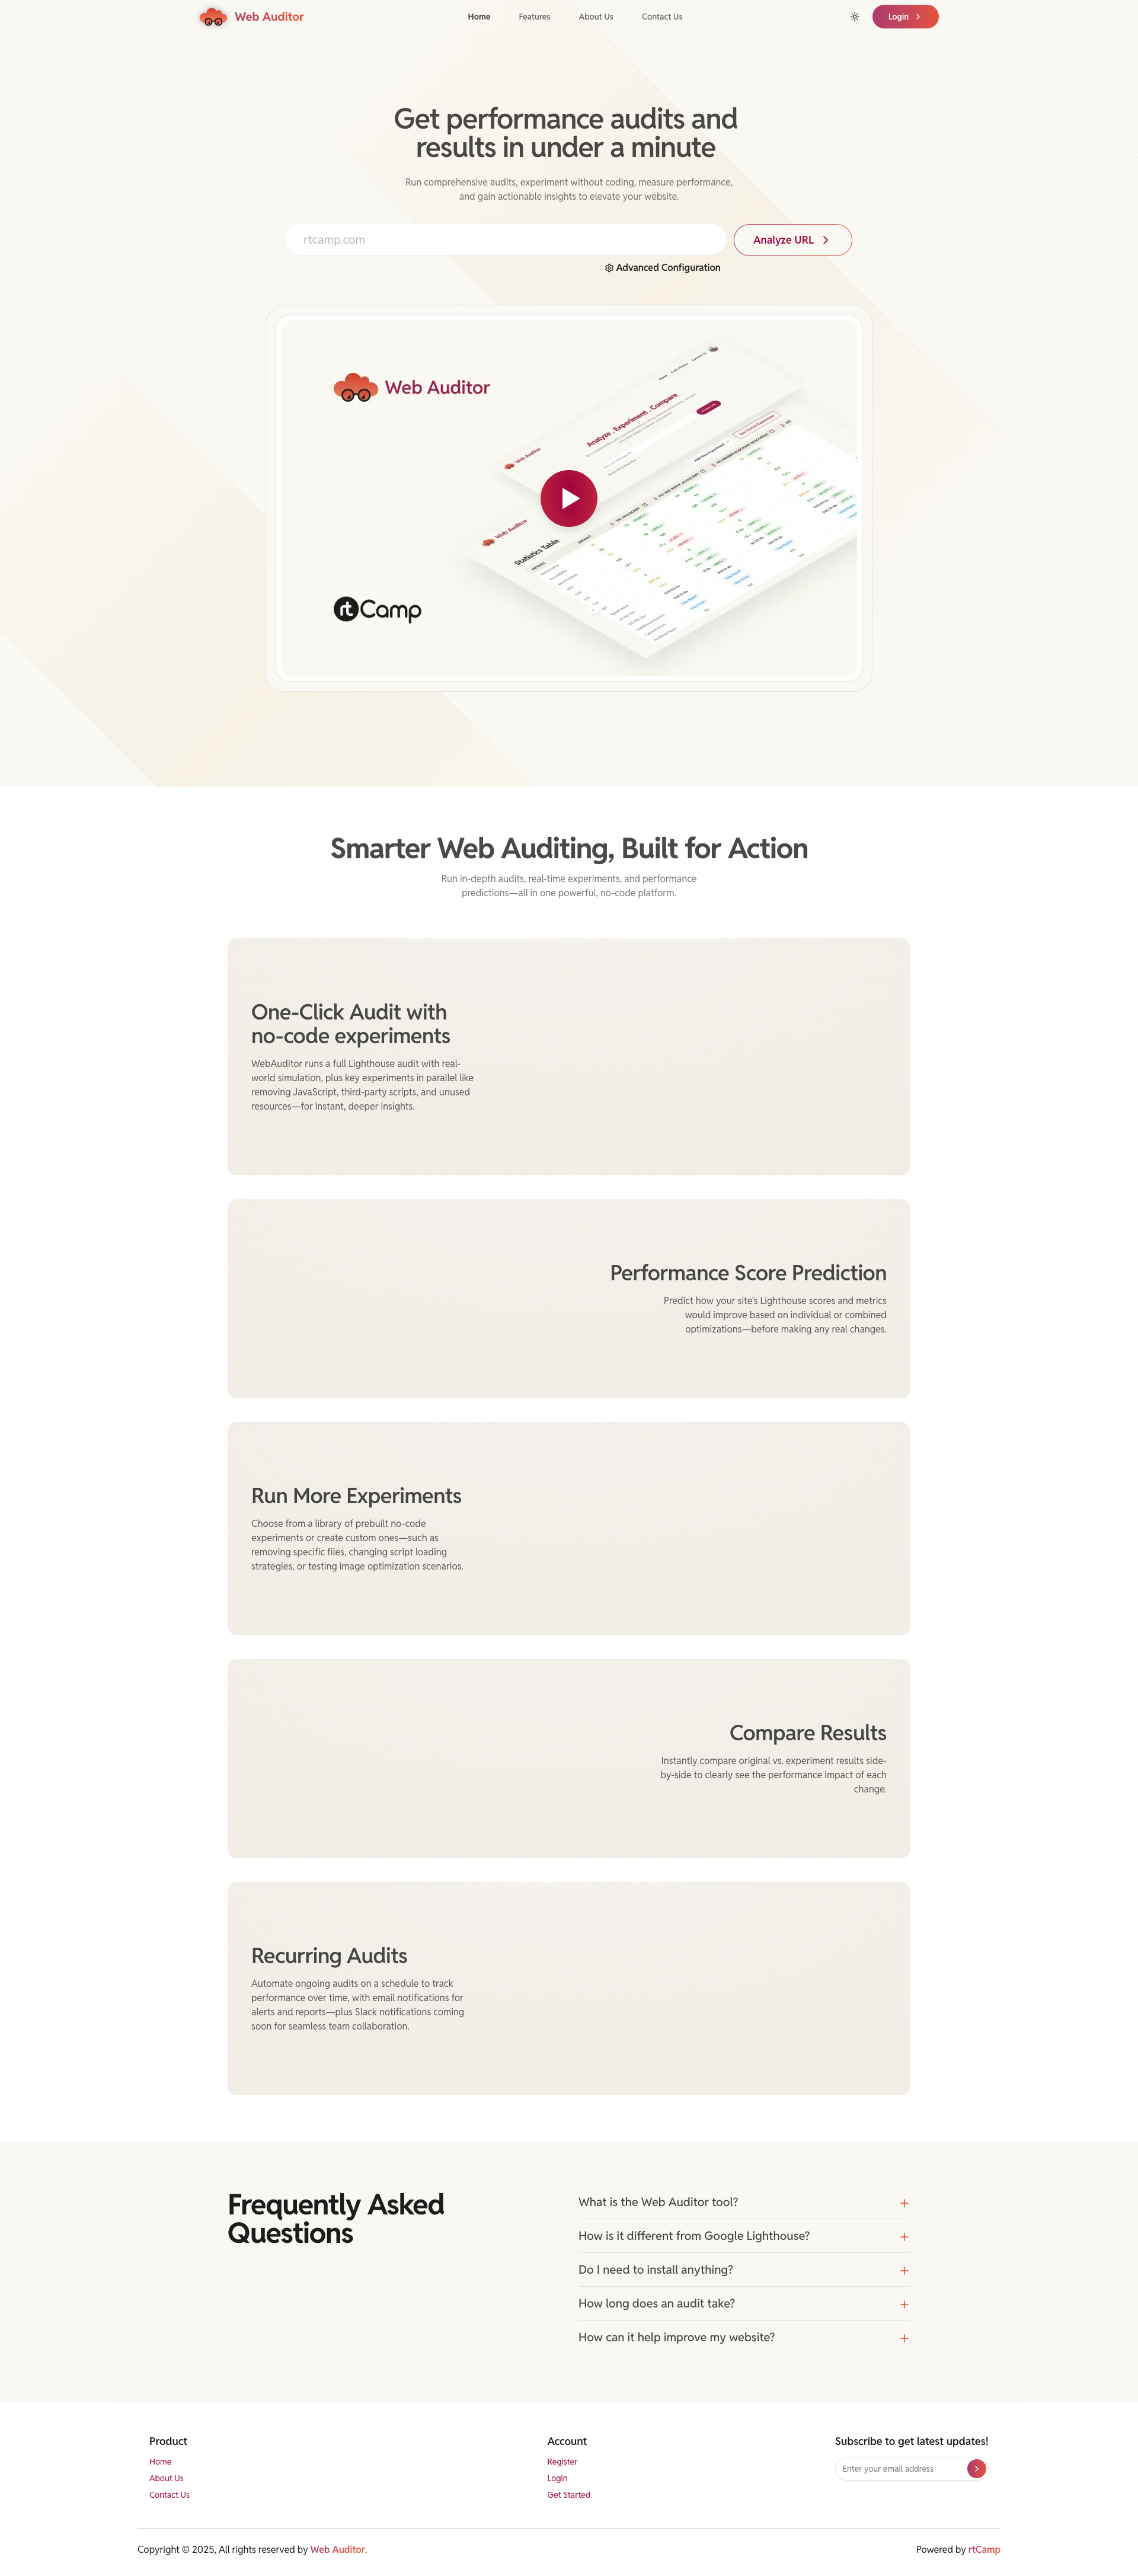 Web Auditor
Home
Features
About Us
Contact Us
Login
Get performance audits and
results in under a minute
Run comprehensive audits, experiment without coding, measure performance,
and gain actionable insights to elevate your website.
rtcamp.com
Analyze URL
Advanced Configuration
Web Auditor
Analyze . Experiment . Compare
Web Auditor
Web Auditor
Statistics Table
rtCamp
Smarter Web Auditing, Built for Action
Run in-depth audits, real-time experiments, and performance
predictions—all in one powerful, no-code platform.
One-Click Audit with
no-code experiments
WebAuditor runs a full Lighthouse audit with real-
world simulation, plus key experiments in parallel like
removing JavaScript, third-party scripts, and unused
resources—for instant, deeper insights.
Performance Score Prediction
Predict how your site's Lighthouse scores and metrics
would improve based on individual or combined
optimizations—before making any real changes.
Run More Experiments
Choose from a library of prebuilt no-code
experiments or create custom ones—such as
removing specific files, changing script loading
strategies, or testing image optimization scenarios.
Compare Results
Instantly compare original vs. experiment results side-
by-side to clearly see the performance impact of each
change.
Recurring Audits
Automate ongoing audits on a schedule to track
performance over time, with email notifications for
alerts and reports—plus Slack notifications coming
soon for seamless team collaboration.
Frequently Asked
Questions
What is the Web Auditor tool?
How is it different from Google Lighthouse?
Do I need to install anything?
How long does an audit take?
How can it help improve my website?
Product
Home
About Us
Contact Us
Account
Register
Login
Get Started
Subscribe to get latest updates!
Enter your email address
Copyright © 2025, All rights reserved by Web Auditor.
Powered by rtCamp